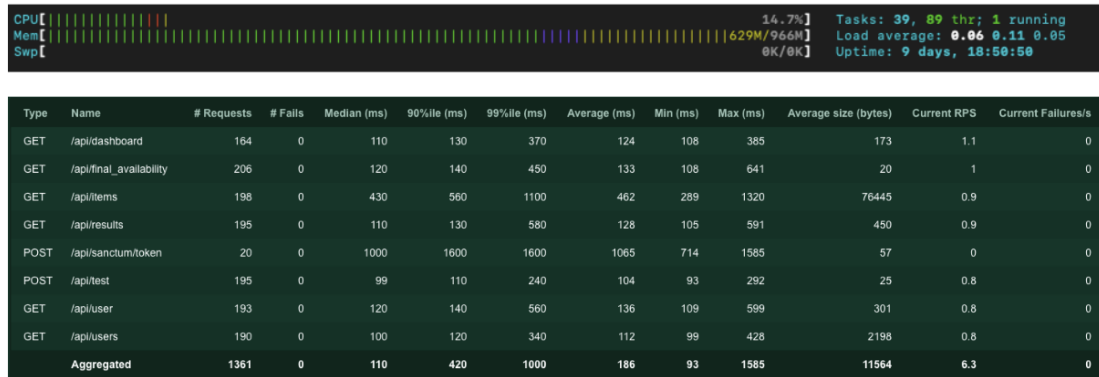 CPU[|||||||||||||||| 14.7%] Tasks: 39, 89 thr; 1 running
Mem[|||||||||||||||||||||||||||||||||||||||||||||||||||||||||||||||||||||||||||||||||||629M/966M] Load average: 0.06 0.11 0.05
Swp[ 0K/0K] Uptime: 9 days, 18:50:50
Type Name # Requests # Fails Median (ms) 90%ile (ms) 99%ile (ms) Average (ms) Min (ms) Max (ms) Average size (bytes) Current RPS Current Failures/s
GET /api/dashboard 164 0 110 130 370 124 108 385 173 1.1 0
GET /api/final_availability 206 0 120 140 450 133 108 641 20 1 0
GET /api/items 198 0 430 560 1100 462 289 1320 76445 0.9 0
GET /api/results 195 0 110 130 580 128 105 591 450 0.9 0
POST /api/sanctum/token 20 0 1000 1600 1600 1065 714 1585 57 0 0
POST /api/test 195 0 99 110 240 104 93 292 25 0.8 0
GET /api/user 193 0 120 140 560 136 109 599 301 0.8 0
GET /api/users 190 0 100 120 340 112 99 428 2198 0.8 0
Aggregated 1361 0 110 420 1000 186 93 1585 11564 6.3 0